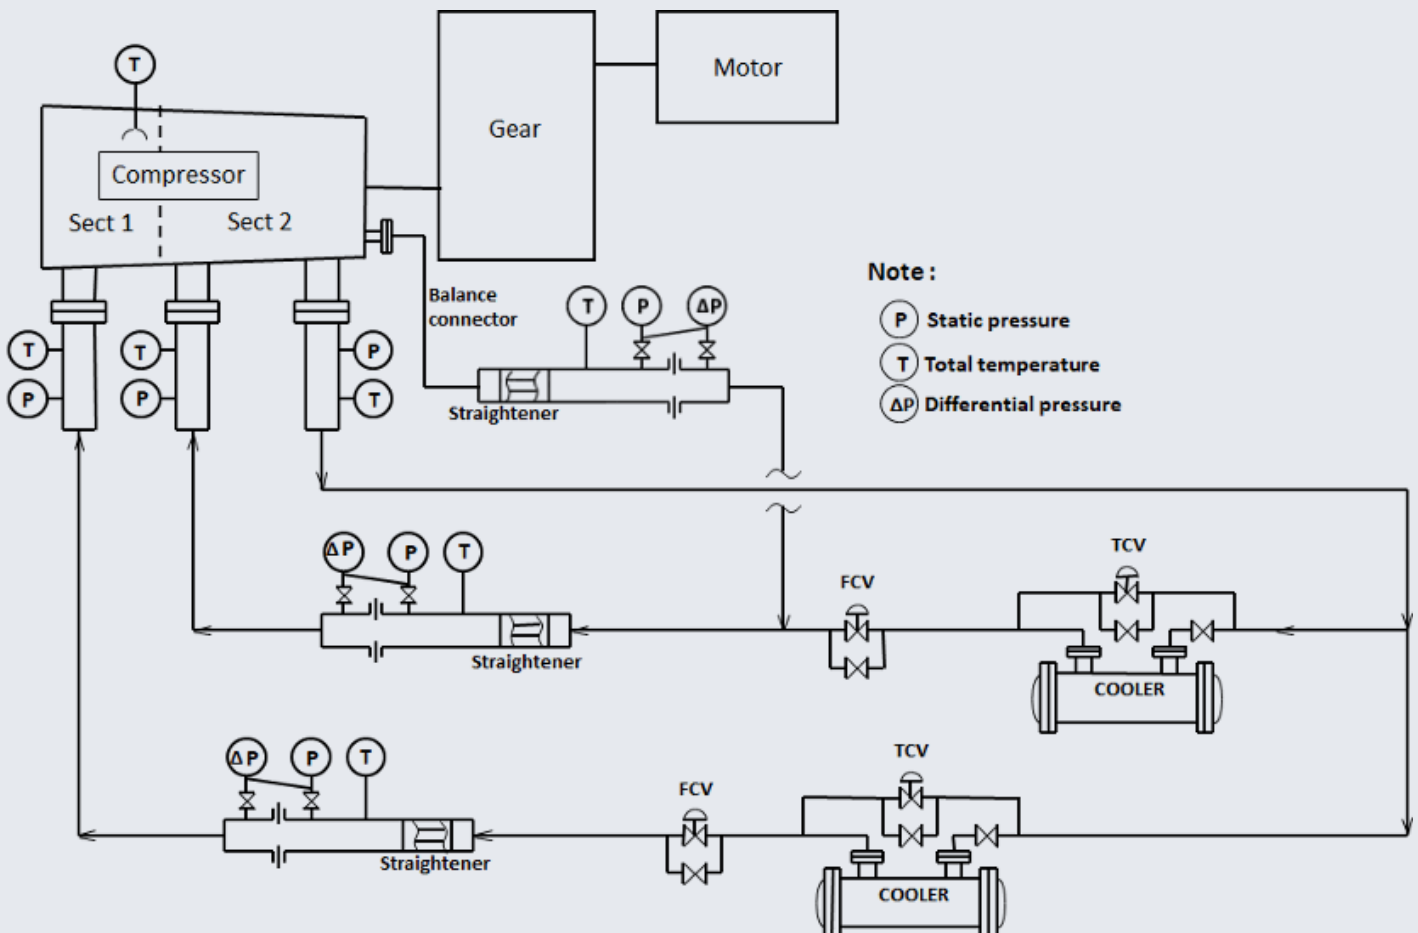 T
Gear
Motor
Compressor
Sect 1
Sect 2
Balance
connector
T
P
ΔP
Straightener
Note :
P Static pressure
T Total temperature
ΔP Differential pressure
T
P
T
P
P
T
ΔP
P
T
Straightener
FCV
TCV
COOLER
ΔP
P
T
Straightener
FCV
TCV
COOLER